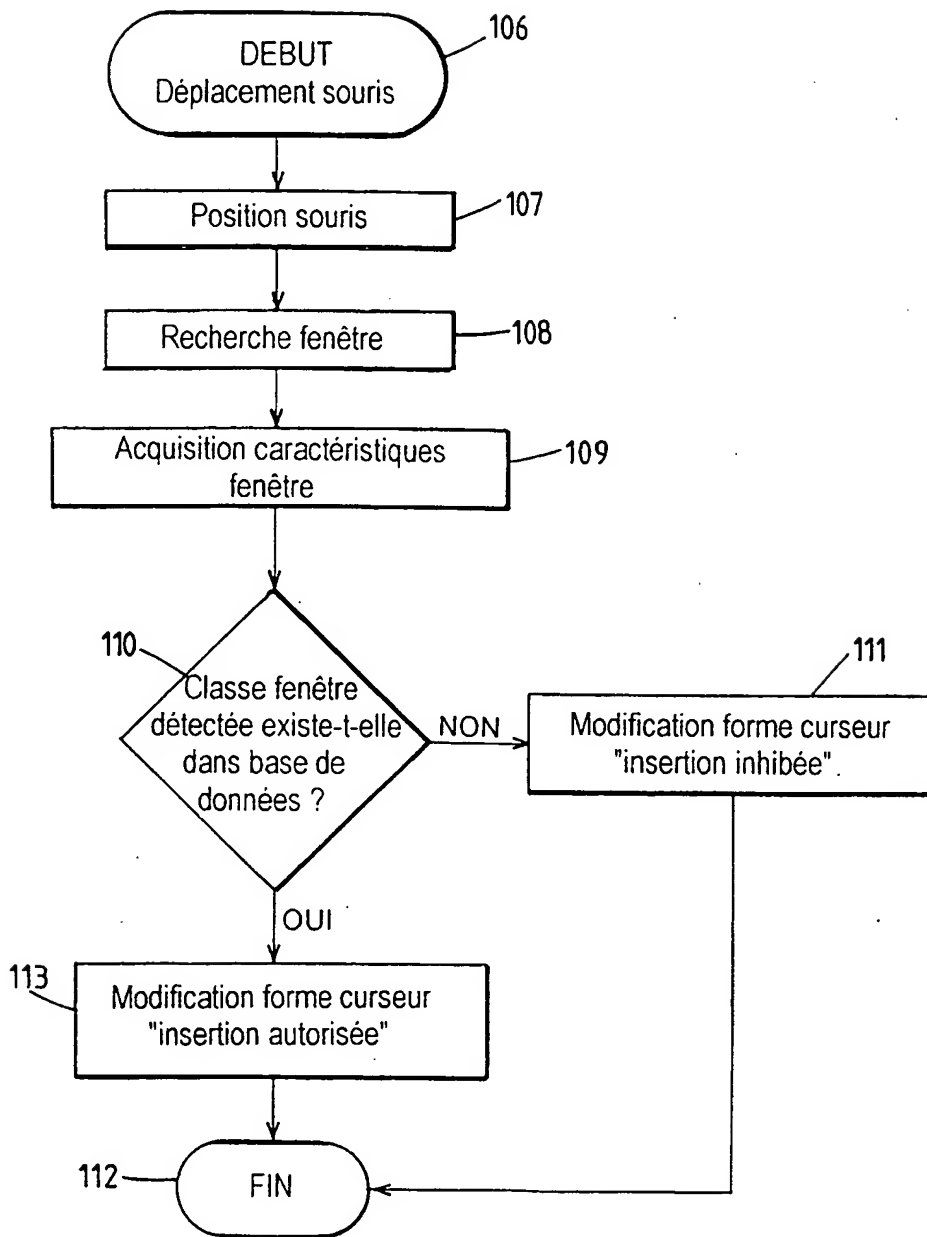 106
DEBUT
Déplacement souris
107
Position souris
108
Recherche fenêtre
109
Acquisition caractéristiques
fenêtre
110
Classe fenêtre
détectée existe-t-elle
dans base de
données ?
NON
111
Modification forme curseur
"insertion inhibée".
OUI
113
Modification forme curseur
"insertion autorisée"
112
FIN